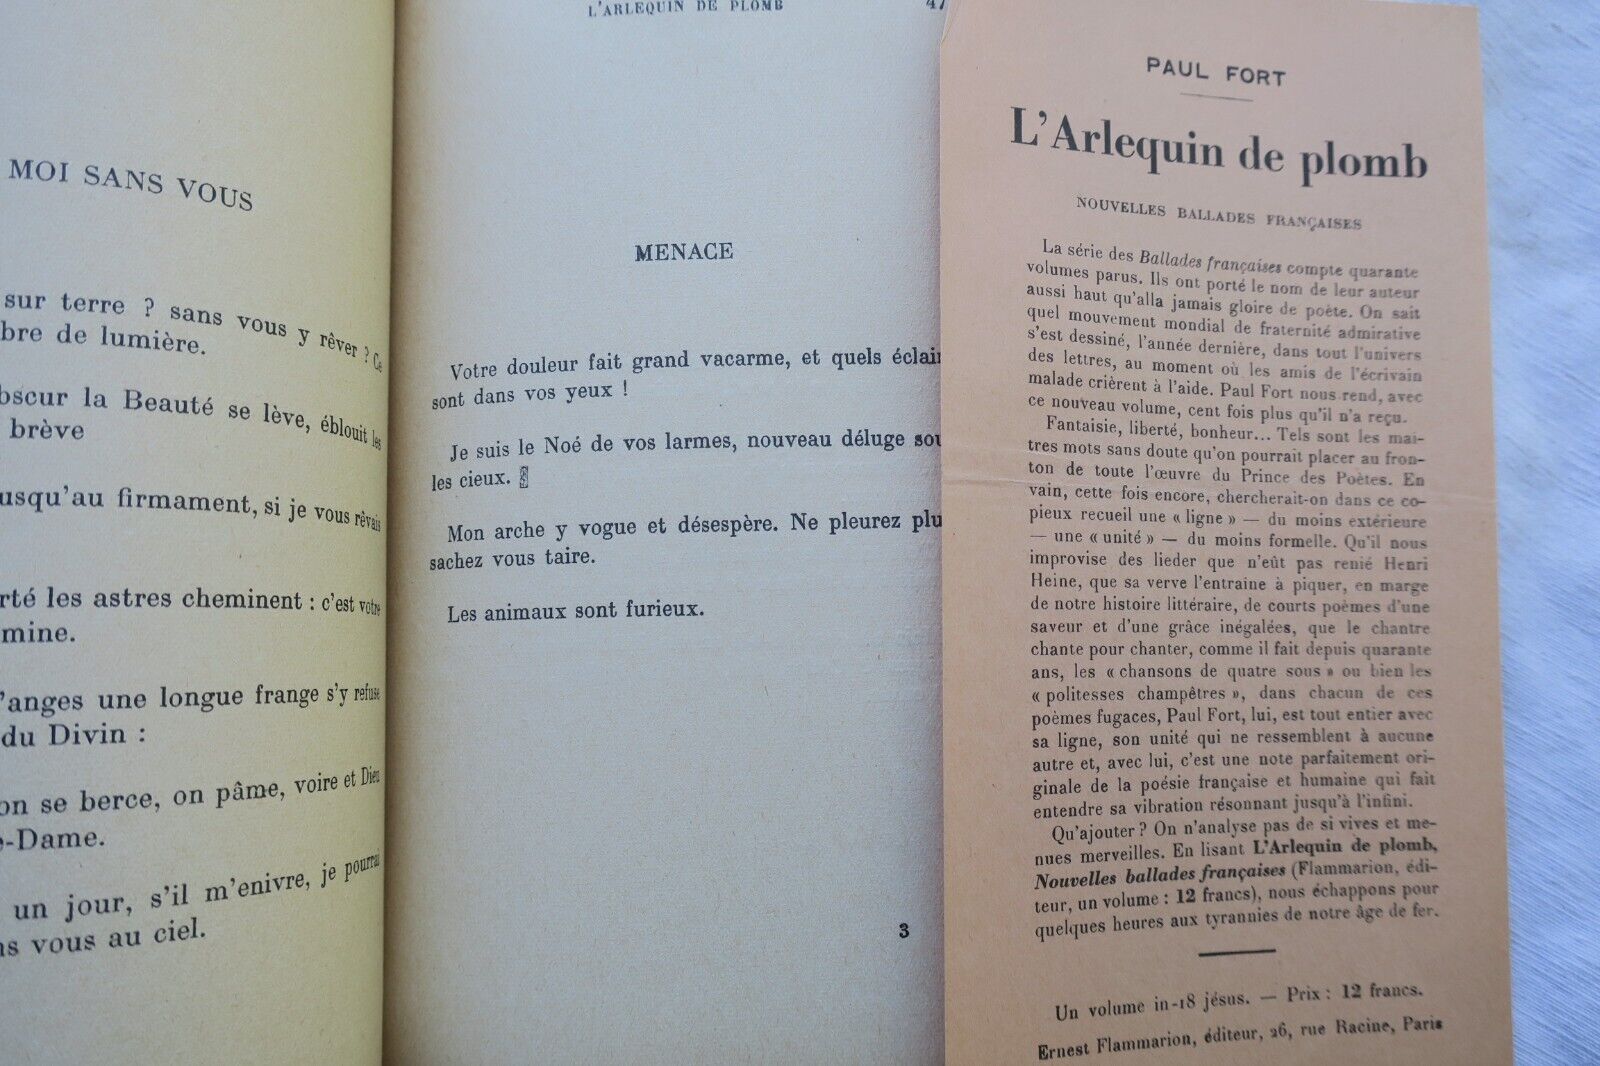 MOI SANS VOUS
sur terre ? sans vous y rêver ? Ce
bre de lumière.
obscur la Beauté se lève, éblouit les
brève
usqu'au firmament, si je vous rêvais
rté les astres cheminent : c'est votre
mine.
'anges une longue frange s'y refuse
du Divin :
on se berce, on pâme, voire et Dieu
e-Dame.
un jour, s'il m'enivre, je pourrai
ns vous au ciel.
L'ARLEQUIN DE PLOMB 47
MENACE
Votre douleur fait grand vacarme, et quels éclair
sont dans vos yeux !
Je suis le Noé de vos larmes, nouveau déluge sou
les cieux.
Mon arche y vogue et désespère. Ne pleurez plu
sachez vous taire.
Les animaux sont furieux.
3
PAUL FORT
L'Arlequin de plomb
NOUVELLES BALLADES FRANÇAISES
La série des Ballades françaises compte quarante
volumes parus. Ils ont porté le nom de leur auteur
aussi haut qu'alla jamais gloire de poète. On sait
quel mouvement mondial de fraternité admirative
s'est dessiné, l'année dernière, dans tout l'univers
des lettres, au moment où les amis de l'écrivain
malade crièrent à l'aide. Paul Fort nous rend, avec
ce nouveau volume, cent fois plus qu'il n'a reçu.
Fantaisie, liberté, bonheur... Tels sont les maî-
tres mots sans doute qu'on pourrait placer au fron-
ton de toute l'œuvre du Prince des Poètes. En
vain, cette fois encore, chercherait-on dans ce co-
pieux recueil une « ligne » — du moins extérieure
— une « unité » — du moins formelle. Qu'il nous
improvise des lieder que n'eût pas renié Henri
Heine, que sa verve l'entraine à piquer, en marge
de notre histoire littéraire, de courts poèmes d'une
saveur et d'une grâce inégalées, que le chantre
chante pour chanter, comme il fait depuis quarante
ans, les « chansons de quatre sous » ou bien les
« politesses champêtres », dans chacun de ces
poèmes fugaces, Paul Fort, lui, est tout entier avec
sa ligne, son unité qui ne ressemblent à aucune
autre et, avec lui, c'est une note parfaitement ori-
ginale de la poésie française et humaine qui fait
entendre sa vibration résonnant jusqu'à l'infini.
Qu'ajouter ? On n'analyse pas de si vives et me-
nues merveilles. En lisant L'Arlequin de plomb,
Nouvelles ballades françaises (Flammarion, édi-
teur, un volume : 12 francs), nous échappons pour
quelques heures aux tyrannies de notre âge de fer.
Un volume in-18 jésus. — Prix : 12 francs.
Ernest Flammarion, éditeur, 26, rue Racine, Paris